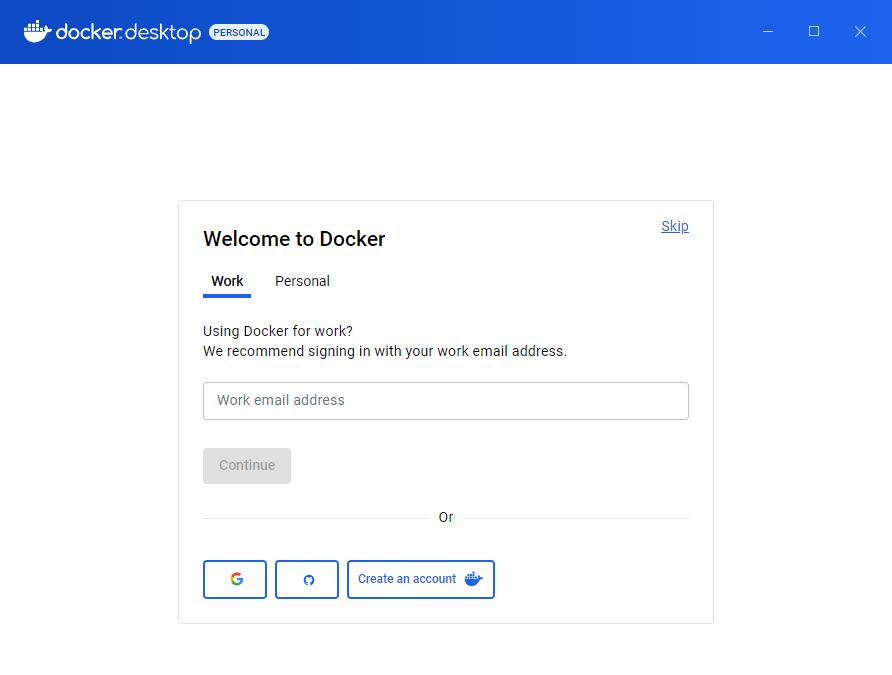 docker.desktop PERSONAL
Skip
Welcome to Docker
Work Personal
Using Docker for work?
We recommend signing in with your work email address.
Work email address
Continue
Or
Create an account